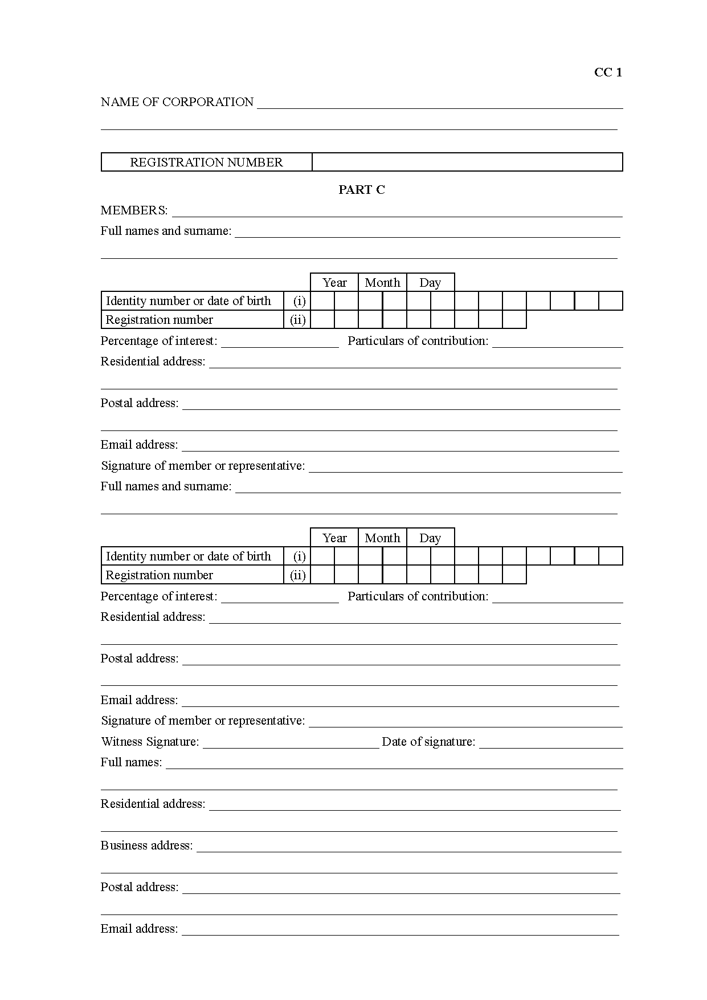 CC 1
NAME OF CORPORATION
REGISTRATION NUMBER
PART C
MEMBERS:
Full names and surname:
Year Month Day
Identity number or date of birth (i)
Registration number (ii)
Percentage of interest: Particulars of contribution:
Residential address:
Postal address:
Email address:
Signature of member or representative:
Full names and surname:
Year Month Day
Identity number or date of birth (i)
Registration number (ii)
Percentage of interest: Particulars of contribution:
Residential address:
Postal address:
Email address:
Signature of member or representative:
Witness Signature: Date of signature:
Full names:
Residential address:
Business address:
Postal address:
Email address: